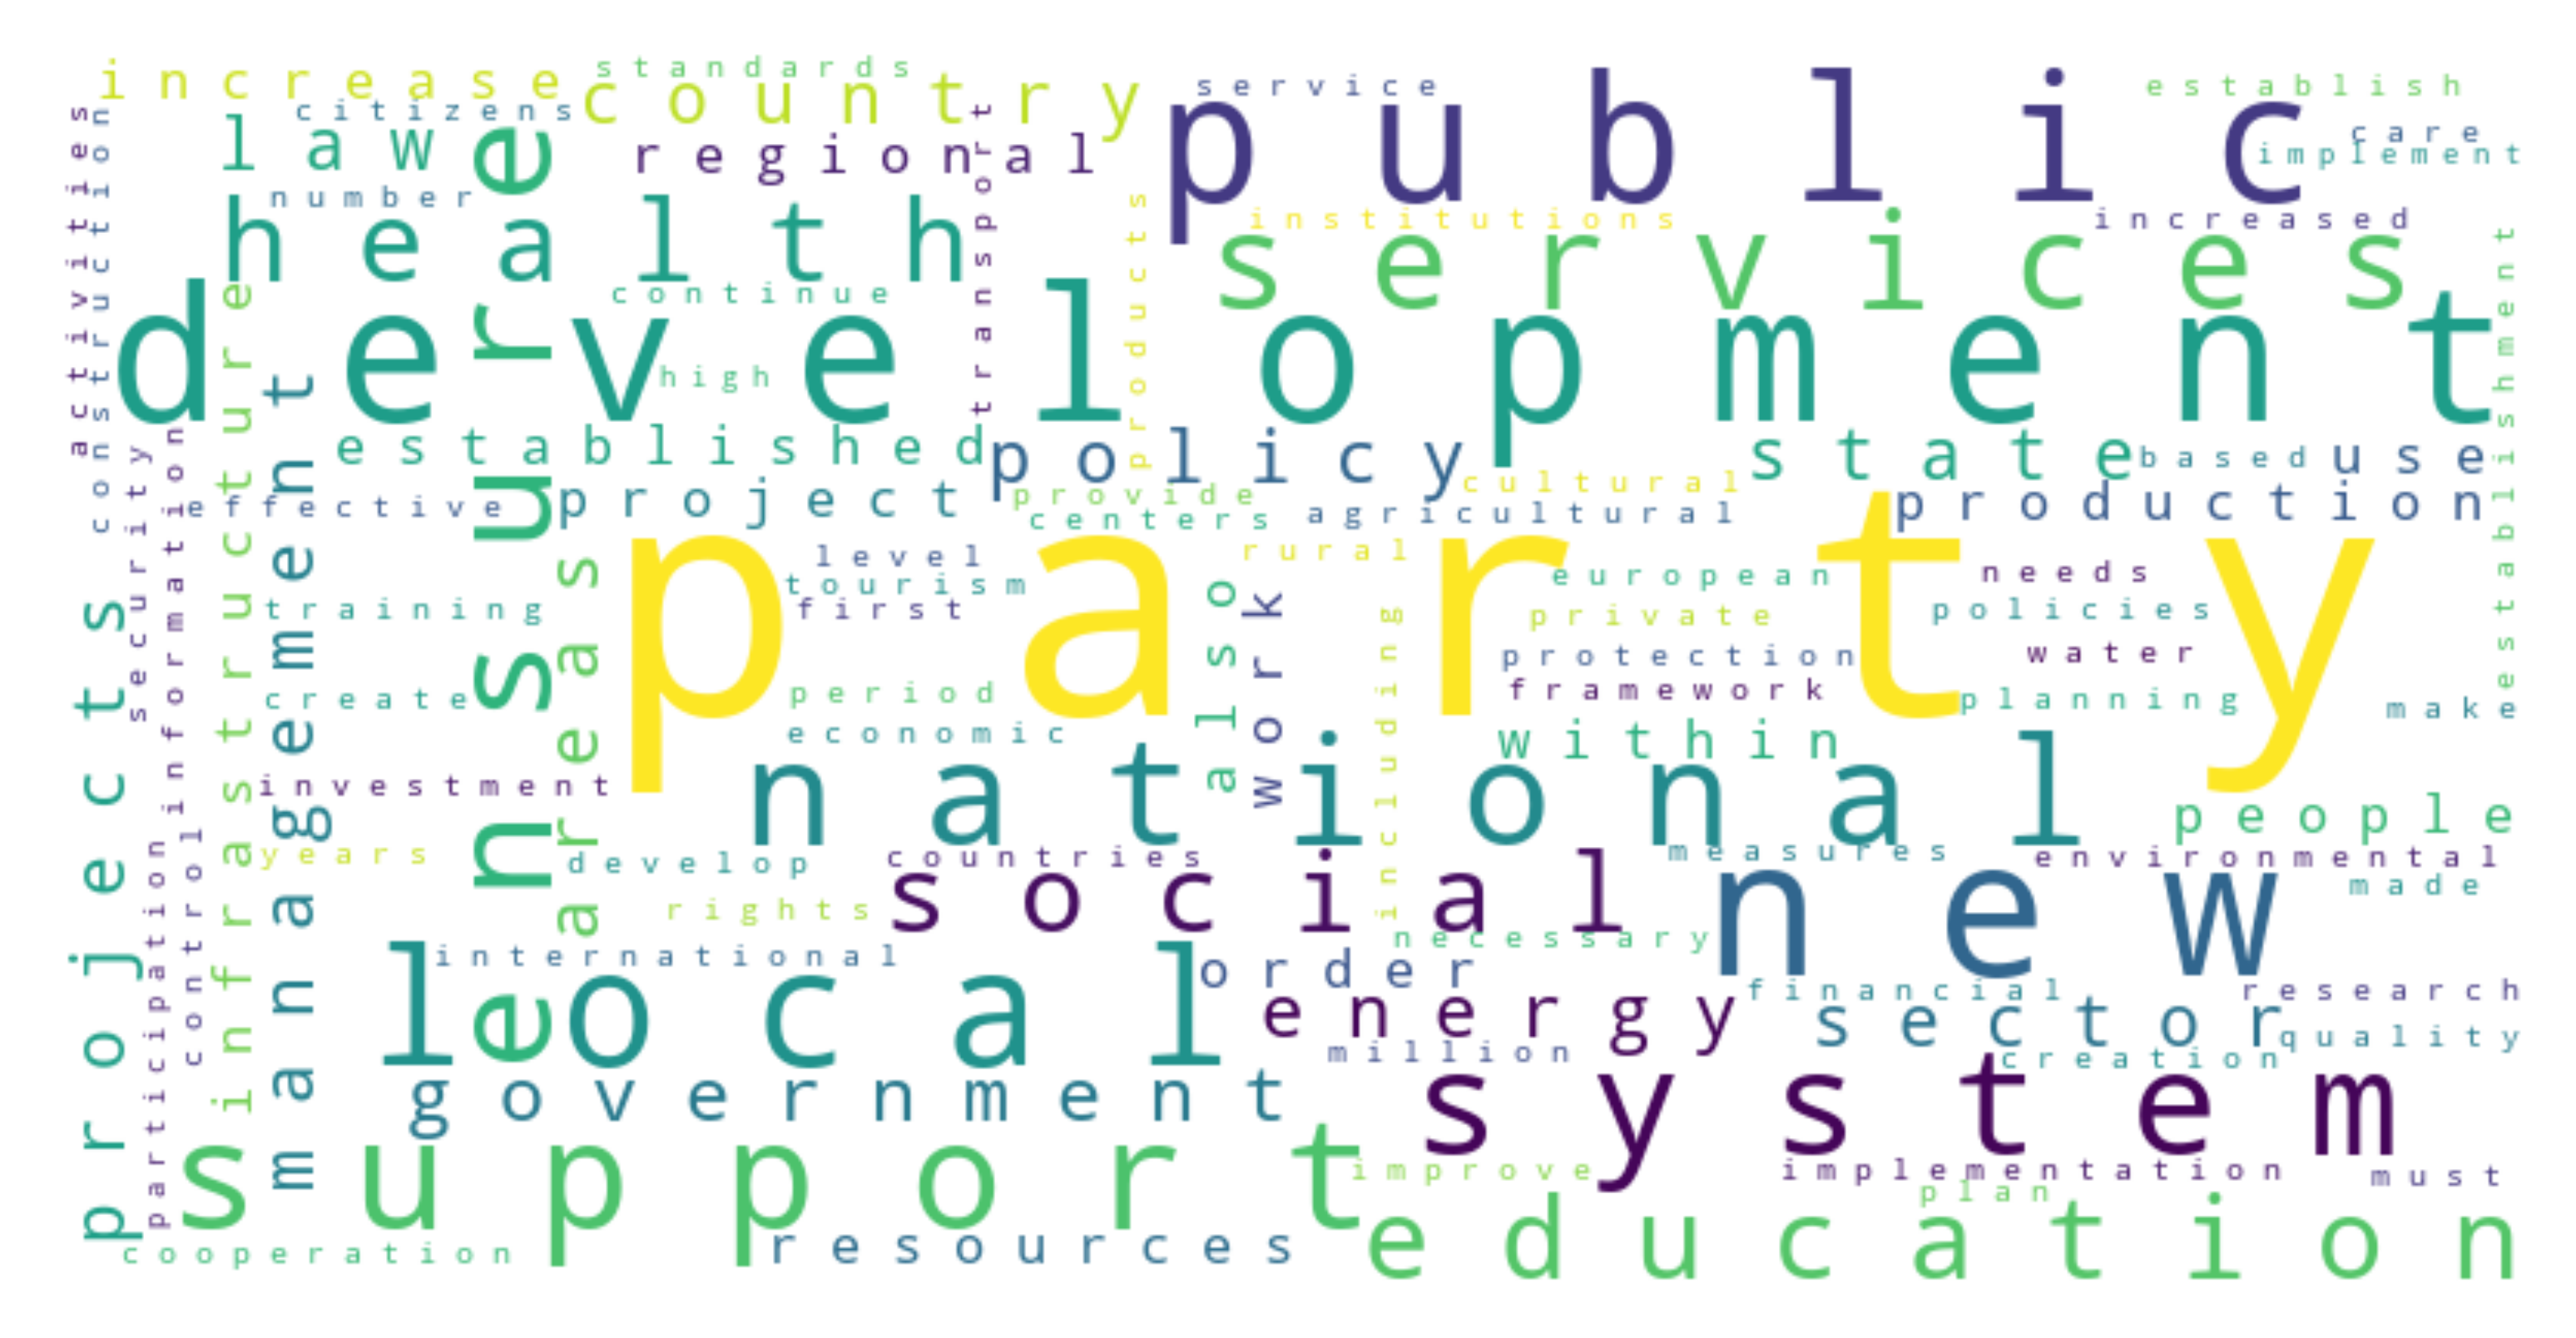 increase
standards
country
service
public
establish
citizens
care
law
regional
implement
number
institutions
increased
health
services
continue
development
high
established
policy
state
based
use
effective
project
provide
cultural
production
centers
agricultural
party
level
rural
tourism
european
needs
training
first
private
policies
protection
water
create
period
framework
planning
make
economic
within
investment
national
people
years
develop
countries
measures
environmental
rights
social
new
made
international
necessary
local
order
energy
financial
research
sector
million
quality
creation
government
system
support
improve
implementation
must
plan
cooperation
resources
education
activities
construction
projects
security
participation
information
control
infrastructure
management
ensure
areas
transport
products
also
work
including
establishment